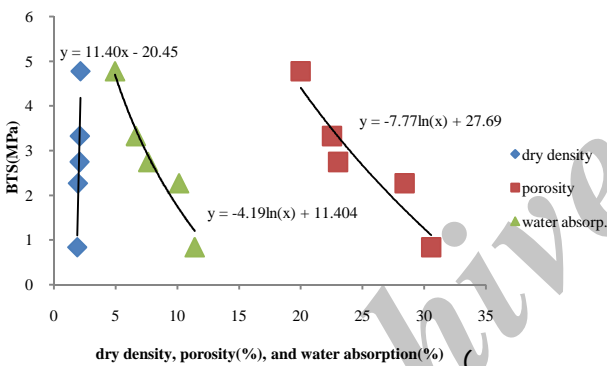 6
5
4
3
2
1
0
BTS(MPa)
y = 11.40x - 20.45
y = -7.77ln(x) + 27.69
y = -4.19ln(x) + 11.404
dry density
porosity
water absorp.
0 5 10 15 20 25 30 35
dry density, porosity(%), and water absorption(%)
(
hive